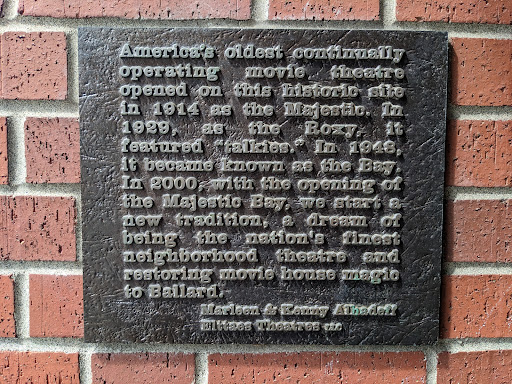 America's oldest continually
operating movie theatre
opened on this historic site
in 1914 as the Majestic. In
1929, as the Roxy, it
featured "talkies." In 1948,
it became known as the Bay.
In 2000, with the opening of
the Majestic Bay, we start a
new tradition, a dream of
being the nation's finest
neighborhood theatre and
restoring movie house magic
to Ballard.
Marleen & Kenny Alhadeff
Elttaes Theatres LLC